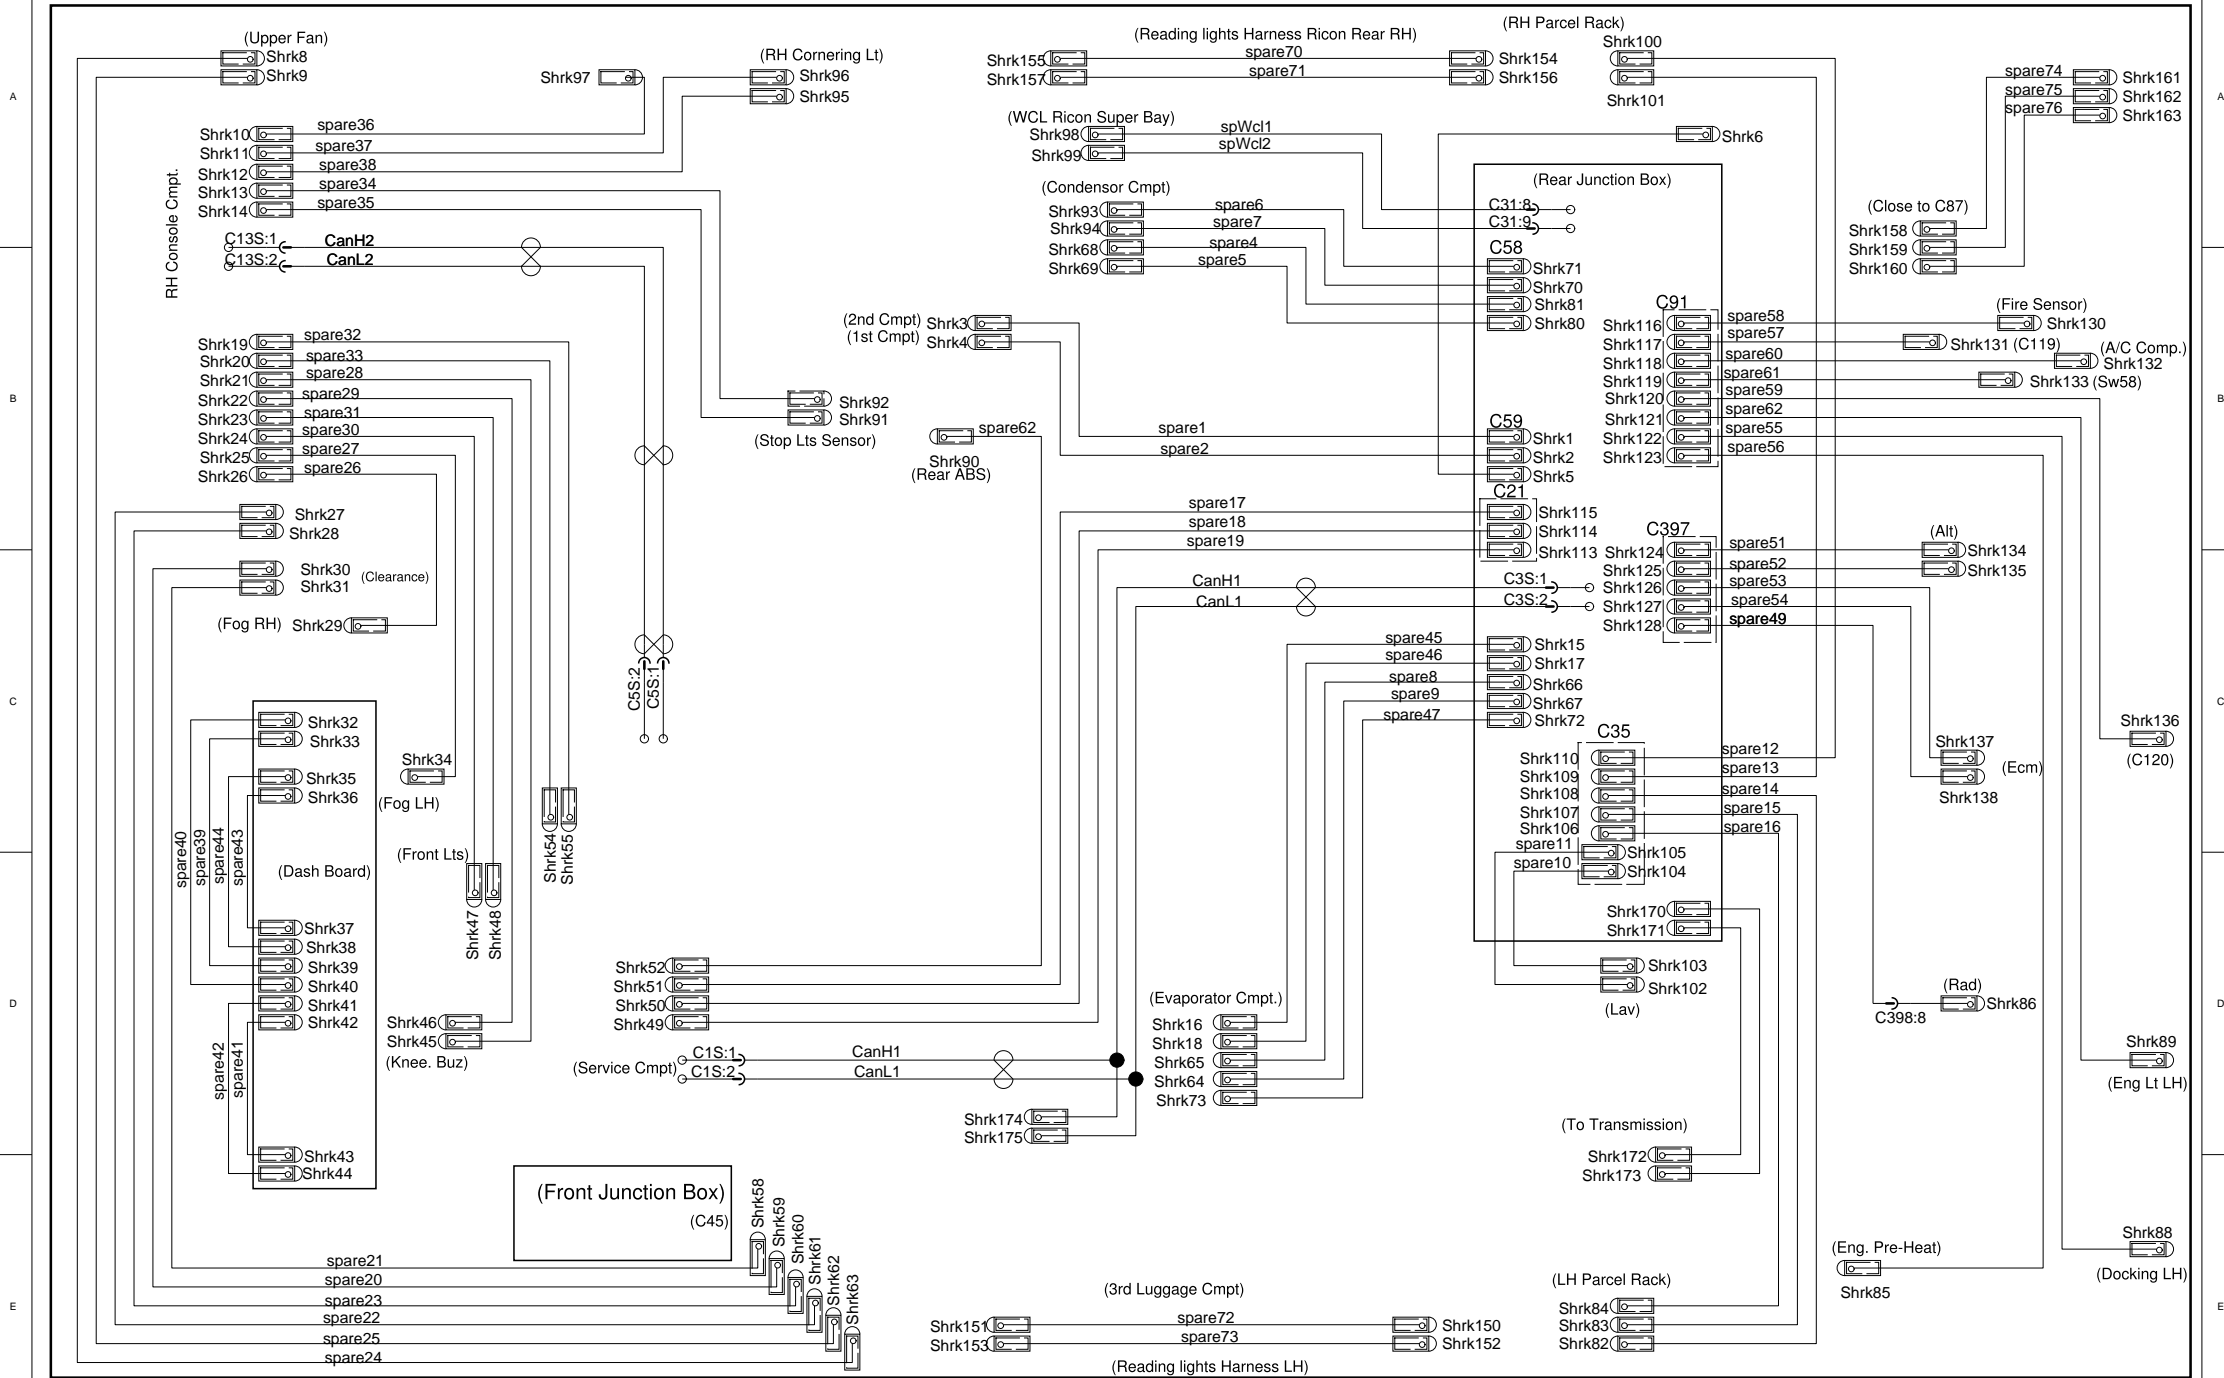 (Upper Fan)
Shrk8
Shrk9
Shrk97
(RH Cornering Lt)
Shrk96
Shrk95
(Reading lights Harness Ricon Rear RH)
Shrk155
spare70
Shrk154
Shrk157
spare71
Shrk156
(RH Parcel Rack)
Shrk100
Shrk101
spare74
Shrk161
spare75
Shrk162
spare76
Shrk163
A
A
Shrk10
spare36
Shrk11
spare37
Shrk12
spare38
Shrk13
spare34
Shrk14
spare35
RH Console Cmpt.
C13S:1
CanH2
C13S:2
CanL2
(WCL Ricon Super Bay)
Shrk98
spWcl1
Shrk99
spWcl2
Shrk6
(Condensor Cmpt)
Shrk93
spare6
Shrk94
spare7
Shrk68
spare4
Shrk69
spare5
(Rear Junction Box)
C31:8
C31:9
C58
Shrk71
Shrk70
Shrk81
Shrk80
(Close to C87)
Shrk158
Shrk159
Shrk160
Shrk19
spare32
Shrk20
spare33
Shrk21
spare28
Shrk22
spare29
Shrk23
spare31
Shrk24
spare30
Shrk25
spare27
Shrk26
spare26
B
B
(2nd Cmpt)
Shrk3
(1st Cmpt)
Shrk4
Shrk92
Shrk91
(Stop Lts Sensor)
spare62
Shrk90
(Rear ABS)
spare1
spare2
C59
Shrk1
Shrk2
Shrk5
C91
Shrk116
spare58
Shrk117
spare57
Shrk118
spare60
Shrk119
spare61
Shrk120
spare59
Shrk121
spare62
Shrk122
spare55
Shrk123
spare56
(Fire Sensor)
Shrk130
Shrk131 (C119)
(A/C Comp.)
Shrk132
Shrk133 (Sw58)
Shrk27
Shrk28
Shrk30
Shrk31
(Clearance)
(Fog RH)
Shrk29
spare17
spare18
spare19
C21
Shrk115
Shrk114
Shrk113
CanH1
C3S:1
CanL1
C3S:2
C397
Shrk124
spare51
Shrk125
spare52
Shrk126
spare53
Shrk127
spare54
Shrk128
spare49
(Alt)
Shrk134
Shrk135
C5S:2
C5S:1
spare45
Shrk15
spare46
Shrk17
spare8
Shrk66
spare9
Shrk67
spare47
Shrk72
C
C
Shrk32
Shrk33
Shrk35
Shrk36
Shrk34
(Fog LH)
spare40
spare39
spare44
spare43
(Dash Board)
(Front Lts)
Shrk47
Shrk48
Shrk54
Shrk55
C35
Shrk110
spare12
Shrk109
spare13
Shrk108
spare14
Shrk107
spare15
Shrk106
spare16
spare11
Shrk105
spare10
Shrk104
Shrk170
Shrk171
Shrk137
(Ecm)
Shrk138
Shrk136
(C120)
Shrk37
Shrk38
Shrk39
Shrk40
Shrk41
Shrk42
spare42
spare41
Shrk43
Shrk44
Shrk46
Shrk45
(Knee. Buz)
D
D
Shrk52
Shrk51
Shrk50
Shrk49
(Service Cmpt)
C1S:1
CanH1
C1S:2
CanL1
Shrk174
Shrk175
(Evaporator Cmpt.)
Shrk16
Shrk18
Shrk65
Shrk64
Shrk73
Shrk103
Shrk102
(Lav)
(Rad)
Shrk86
C398:8
Shrk89
(Eng Lt LH)
(To Transmission)
Shrk172
Shrk173
(Front Junction Box)
(C45)
Shrk58
Shrk59
Shrk60
Shrk61
Shrk62
Shrk63
spare21
spare20
spare23
spare22
spare25
spare24
E
E
(3rd Luggage Cmpt)
Shrk151
spare72
Shrk150
Shrk153
spare73
Shrk152
(Reading lights Harness LH)
(LH Parcel Rack)
Shrk84
Shrk83
Shrk82
(Eng. Pre-Heat)
Shrk85
Shrk88
(Docking LH)